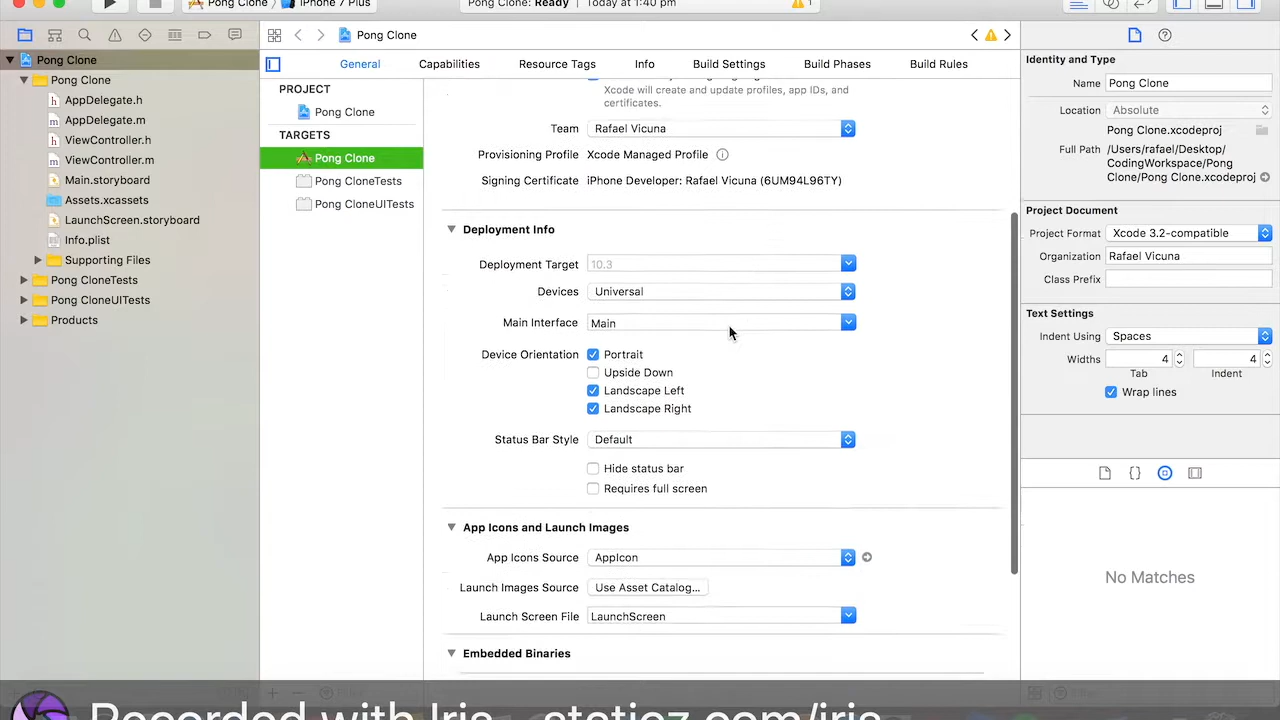 Pong Clone
iPhone 7 Plus
Pong Clone: Ready
Today at 1:40 pm
1
Pong Clone
Pong Clone
AppDelegate.h
AppDelegate.m
ViewController.h
ViewController.m
Main.storyboard
Assets.xcassets
LaunchScreen.storyboard
Info.plist
Supporting Files
Pong CloneTests
Pong CloneUITests
Products
Pong Clone
General
Capabilities
Resource Tags
Info
Build Settings
Build Phases
Build Rules
PROJECT
Pong Clone
TARGETS
Pong Clone
Pong CloneTests
Pong CloneUITests
Xcode will create and update profiles, app IDs, and
certificates.
Team Rafael Vicuna
Provisioning Profile Xcode Managed Profile
Signing Certificate iPhone Developer: Rafael Vicuna (6UM94L96TY)
Deployment Info
Deployment Target 10.3
Devices Universal
Main Interface Main
Device Orientation Portrait
Upside Down
Landscape Left
Landscape Right
Status Bar Style Default
Hide status bar
Requires full screen
App Icons and Launch Images
App Icons Source AppIcon
Launch Images Source Use Asset Catalog...
Launch Screen File LaunchScreen
Embedded Binaries
Identity and Type
Name Pong Clone
Location Absolute
Pong Clone.xcodeproj
Full Path /Users/rafael/Desktop/
CodingWorkspace/Pong
Clone/Pong Clone.xcodeproj
Project Document
Project Format Xcode 3.2-compatible
Organization Rafael Vicuna
Class Prefix
Text Settings
Indent Using Spaces
Widths 4 4
Tab Indent
Wrap lines
No Matches
Recorded with Iris - staticz.com/iris